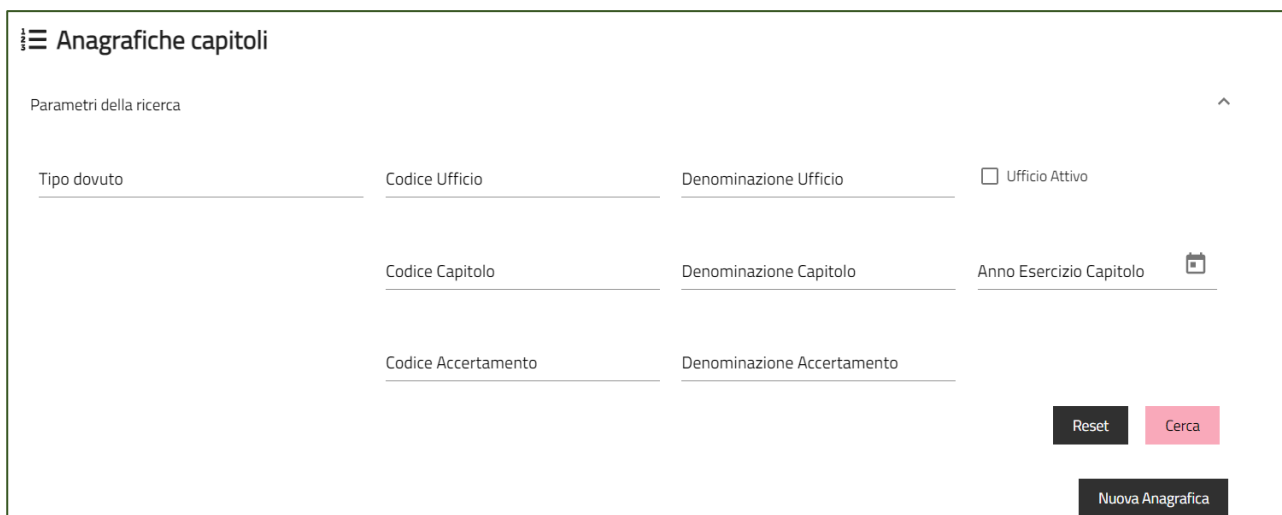 Anagrafiche capitoli
Parametri della ricerca
Tipo dovuto Codice Ufficio Denominazione Ufficio Ufficio Attivo
Codice Capitolo Denominazione Capitolo Anno Esercizio Capitolo
Codice Accertamento Denominazione Accertamento
Reset Cerca
Nuova Anagrafica